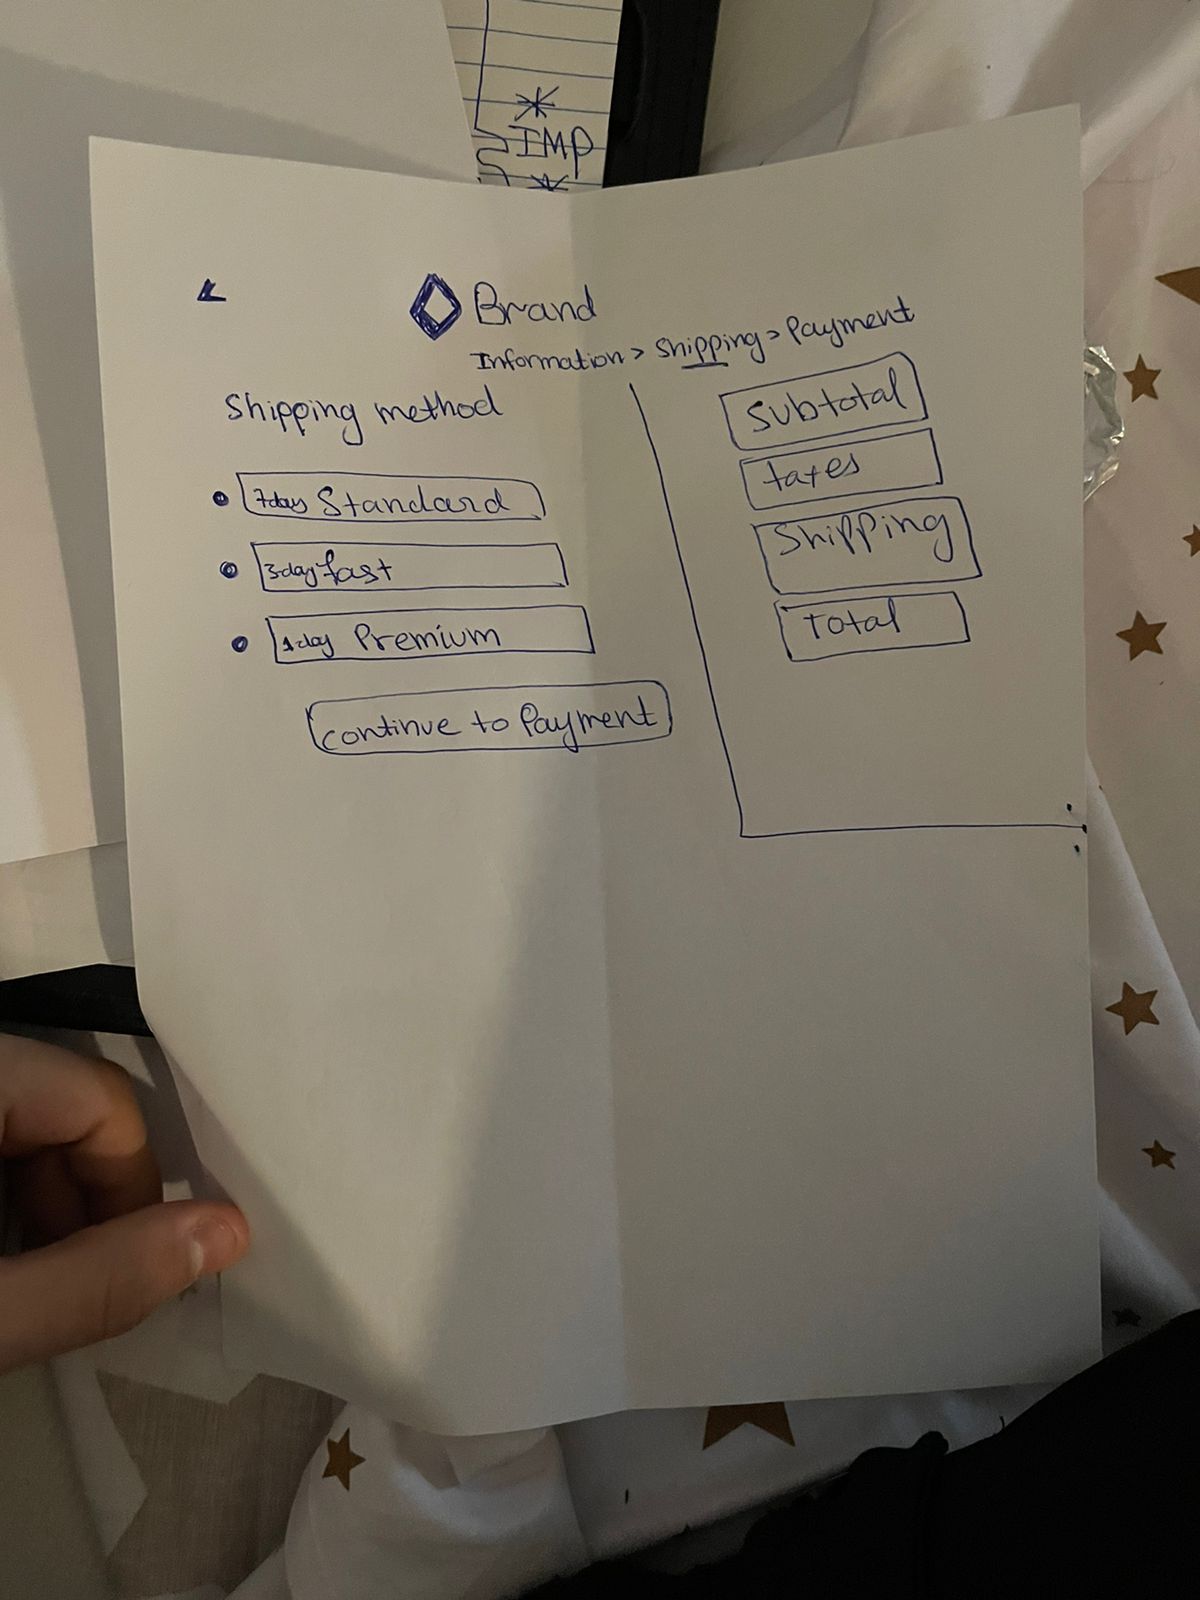 *
IMP
*
Brand
Information > Shipping > Payment
Shipping method
7days Standard
3day fast
1day Premium
Continue to Payment
Subtotal
taxes
Shipping
Total